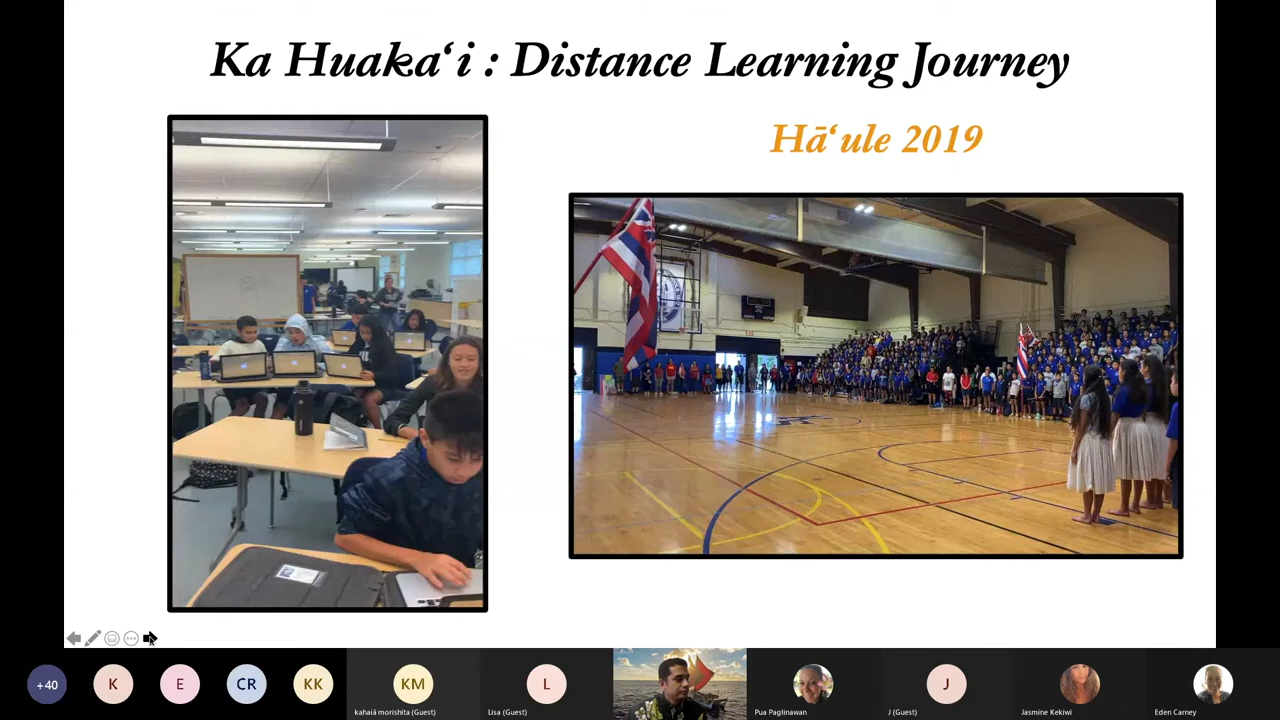 Ka Huakaʻi : Distance Learning Journey
Hāʻule 2019
+40
K
E
CR
KK
KM
kahaiā morishita (Guest)
L
Lisa (Guest)
Pua Paglinawan
J
J (Guest)
Jasmine Kekiwi
Eden Carney